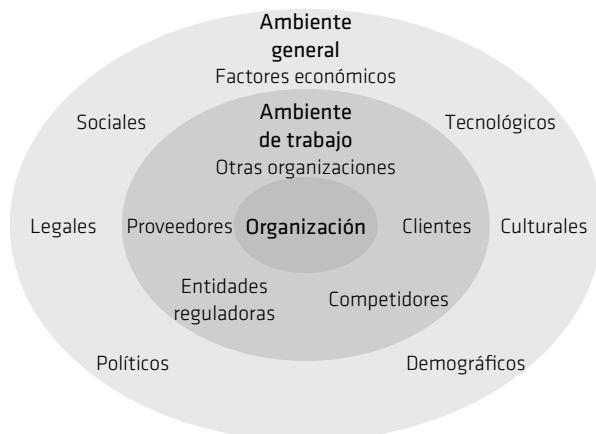 Ambiente
general
Factores económicos
Sociales
Ambiente
de trabajo
Tecnológicos
Otras organizaciones
Legales
Proveedores
Organización
Clientes
Culturales
Entidades
reguladoras
Competidores
Políticos
Demográficos